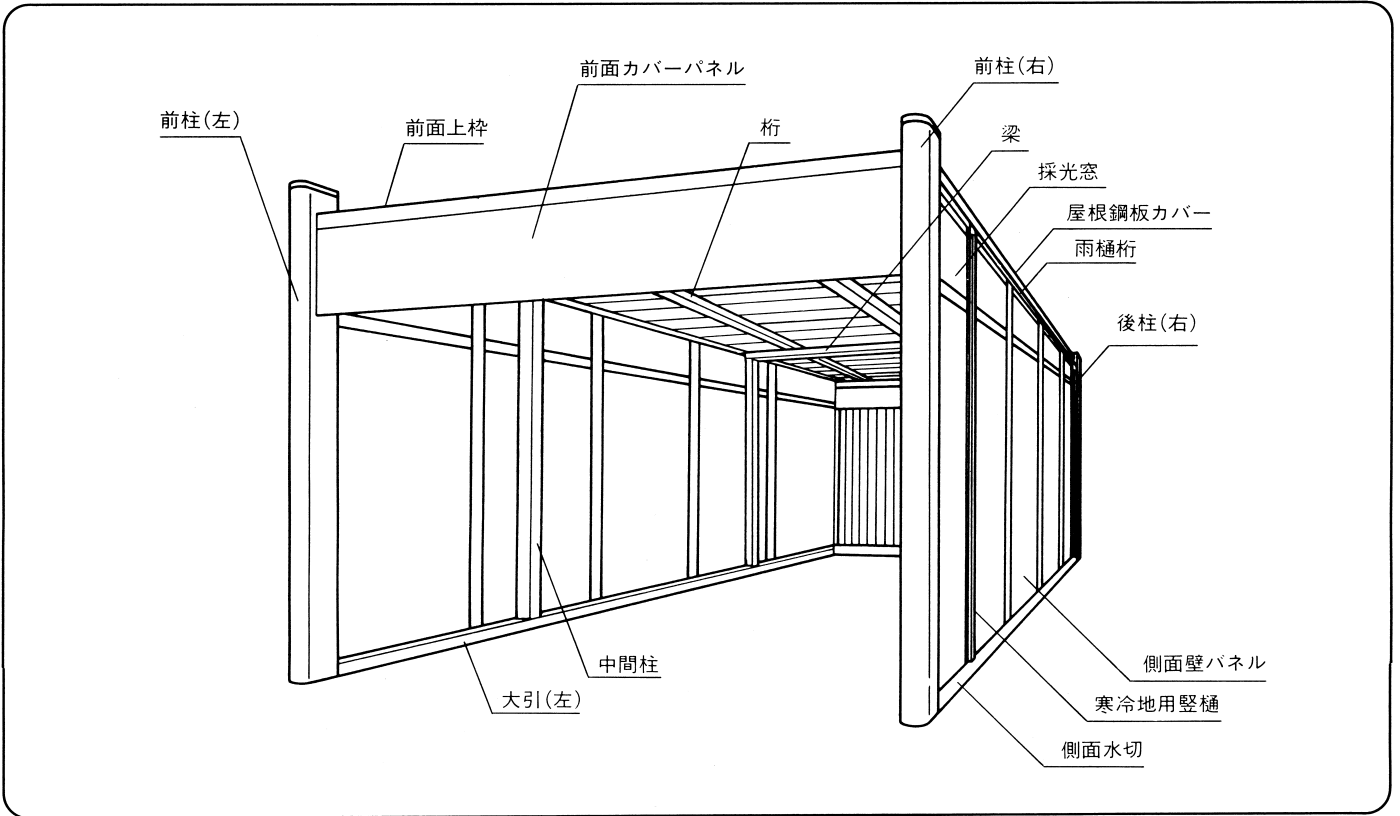 前面カバーパネル
前柱(右)
前柱(左)
前面上枠
桁
梁
採光窓
屋根鋼板カバー
雨樋桁
後柱(右)
中間柱
大引(左)
側面壁パネル
寒冷地用竪樋
側面水切